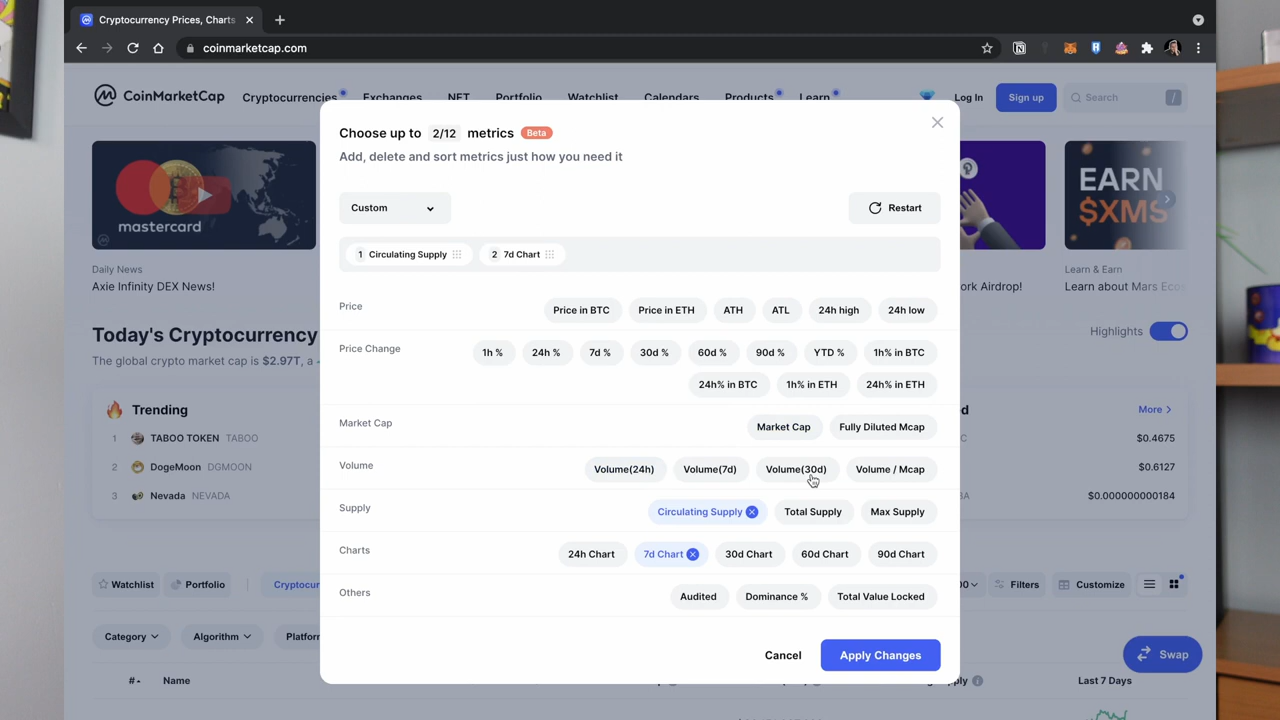 Cryptocurrency Prices, Charts
coinmarketcap.com
CoinMarketCap
Cryptocurrencies
Exchanges
NFT
Portfolio
Watchlist
Calendars
Products
Learn
Log In
Sign up
Search
/
Choose up to 2/12 metrics Beta
Add, delete and sort metrics just how you need it
Custom
Restart
1 Circulating Supply
2 7d Chart
Price
Price in BTC
Price in ETH
ATH
ATL
24h high
24h low
Price Change
1h %
24h %
7d %
30d %
60d %
90d %
YTD %
1h% in BTC
24h% in BTC
1h% in ETH
24h% in ETH
Market Cap
Market Cap
Fully Diluted Mcap
Volume
Volume(24h)
Volume(7d)
Volume(30d)
Volume / Mcap
Supply
Circulating Supply
Total Supply
Max Supply
Charts
24h Chart
7d Chart
30d Chart
60d Chart
90d Chart
Others
Audited
Dominance %
Total Value Locked
Cancel
Apply Changes
mastercard
Daily News
Axie Infinity DEX News!
EARN
$XMS
ork Airdrop!
Learn & Earn
Learn about Mars Ecos
Today's Cryptocurrency
The global crypto market cap is $2.97T, a
Highlights
Trending
1 TABOO TOKEN TABOO
2 DogeMoon DGMOON
3 Nevada NEVADA
d
More >
$0.4675
$0.6127
$0.000000000184
Watchlist
Portfolio
Cryptocur
Filters
Customize
Category
Algorithm
Platfor
Swap
#
Name
Last 7 Days